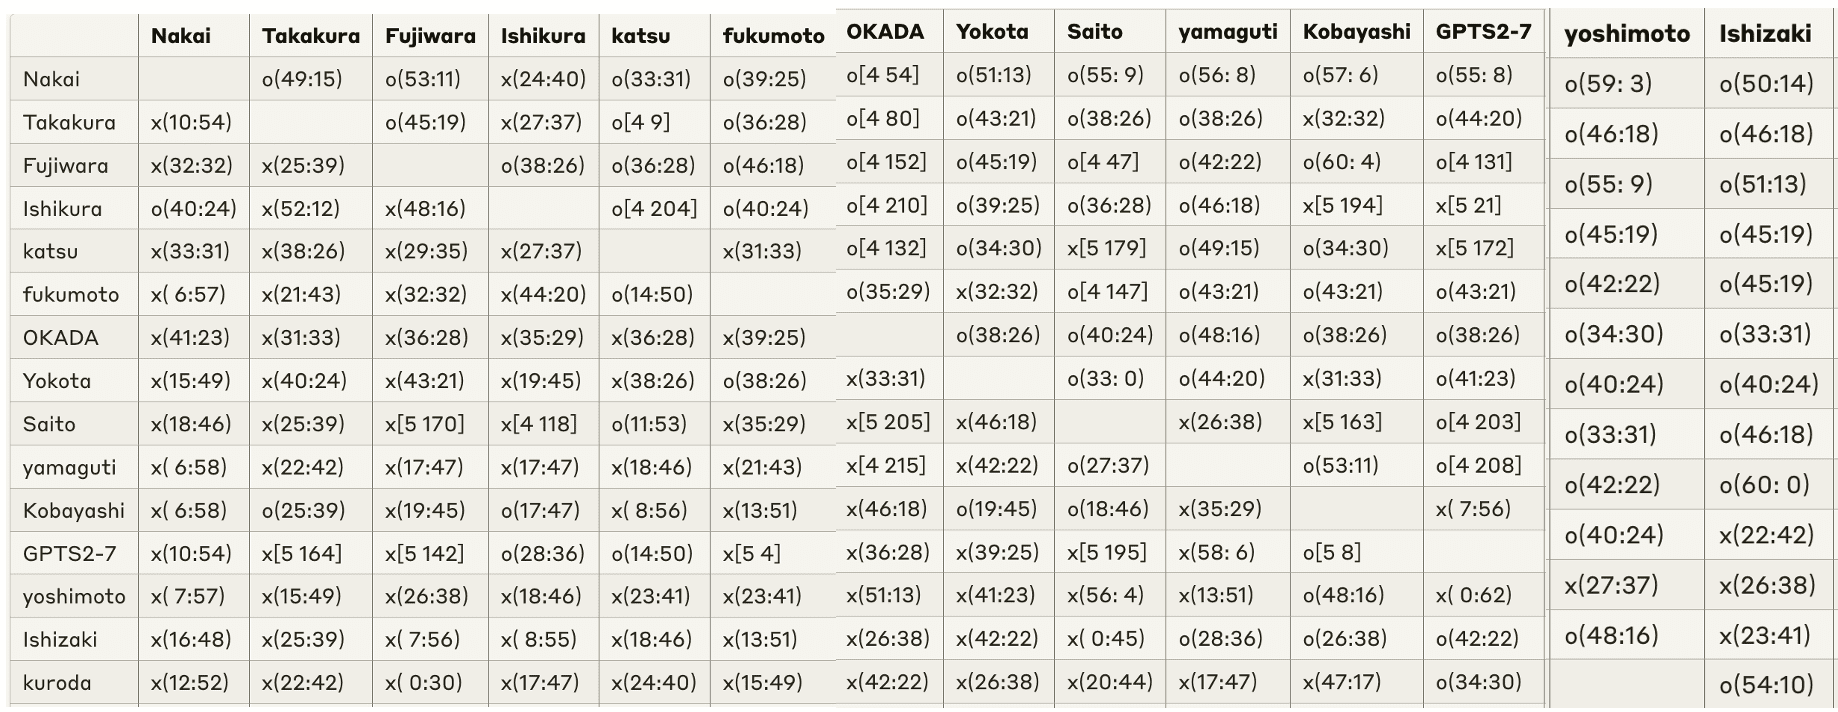 Nakai Takakura Fujiwara Ishikura katsu fukumoto OKADA Yokota Saito yamaguti Kobayashi GPTS2-7 yoshimoto Ishizaki
Nakai o(49:15) o(53:11) x(24:40) o(33:31) o(39:25) o[4 54] o(51:13) o(55: 9) o(56: 8) o(57: 6) o(55: 8) o(59: 3) o(50:14)
Takakura x(10:54) o(45:19) x(27:37) o[4 9] o(36:28) o[4 80] o(43:21) o(38:26) o(38:26) x(32:32) o(44:20) o(46:18) o(46:18)
Fujiwara x(32:32) x(25:39) o(38:26) o(36:28) o(46:18) o[4 152] o(45:19) o[4 47] o(42:22) o(60: 4) o[4 131] o(55: 9) o(51:13)
Ishikura o(40:24) x(52:12) x(48:16) o[4 204] o(40:24) o[4 210] o(39:25) o(36:28) o(46:18) x[5 194] x[5 21] o(45:19) o(45:19)
katsu x(33:31) x(38:26) x(29:35) x(27:37) x(31:33) o[4 132] o(34:30) x[5 179] o(49:15) o(34:30) x[5 172] o(42:22) o(45:19)
fukumoto x( 6:57) x(21:43) x(32:32) x(44:20) o(14:50) o(35:29) x(32:32) o[4 147] o(43:21) o(43:21) o(43:21) o(34:30) o(33:31)
OKADA x(41:23) x(31:33) x(36:28) x(35:29) x(36:28) x(39:25) o(38:26) o(40:24) o(48:16) o(38:26) o(38:26) o(40:24) o(40:24)
Yokota x(15:49) x(40:24) x(43:21) x(19:45) x(38:26) o(38:26) x(33:31) o(33: 0) o(44:20) x(31:33) o(41:23) o(33:31) o(46:18)
Saito x(18:46) x(25:39) x[5 170] x[4 118] o(11:53) x(35:29) x[5 205] x(46:18) x(26:38) x[5 163] o[4 203] o(42:22) o(60: 0)
yamaguti x( 6:58) x(22:42) x(17:47) x(17:47) x(18:46) x(21:43) x[4 215] x(42:22) o(27:37) o(53:11) o[4 208] o(40:24) x(22:42)
Kobayashi x( 6:58) o(25:39) x(19:45) o(17:47) x( 8:56) x(13:51) x(46:18) o(19:45) o(18:46) x(35:29) x( 7:56) x(27:37) x(26:38)
GPTS2-7 x(10:54) x[5 164] x[5 142] o(28:36) o(14:50) x[5 4] x(36:28) x(39:25) x[5 195] x(58: 6) o[5 8] o(48:16) x(23:41)
yoshimoto x( 7:57) x(15:49) x(26:38) x(18:46) x(23:41) x(23:41) x(51:13) x(41:23) x(56: 4) x(13:51) o(48:16) x( 0:62) o(54:10)
Ishizaki x(16:48) x(25:39) x( 7:56) x( 8:55) x(18:46) x(13:51) x(26:38) x(42:22) x( 0:45) o(28:36) o(26:38) o(42:22)
kuroda x(12:52) x(22:42) x( 0:30) x(17:47) x(24:40) x(15:49) x(42:22) x(26:38) x(20:44) x(17:47) x(47:17) o(34:30)